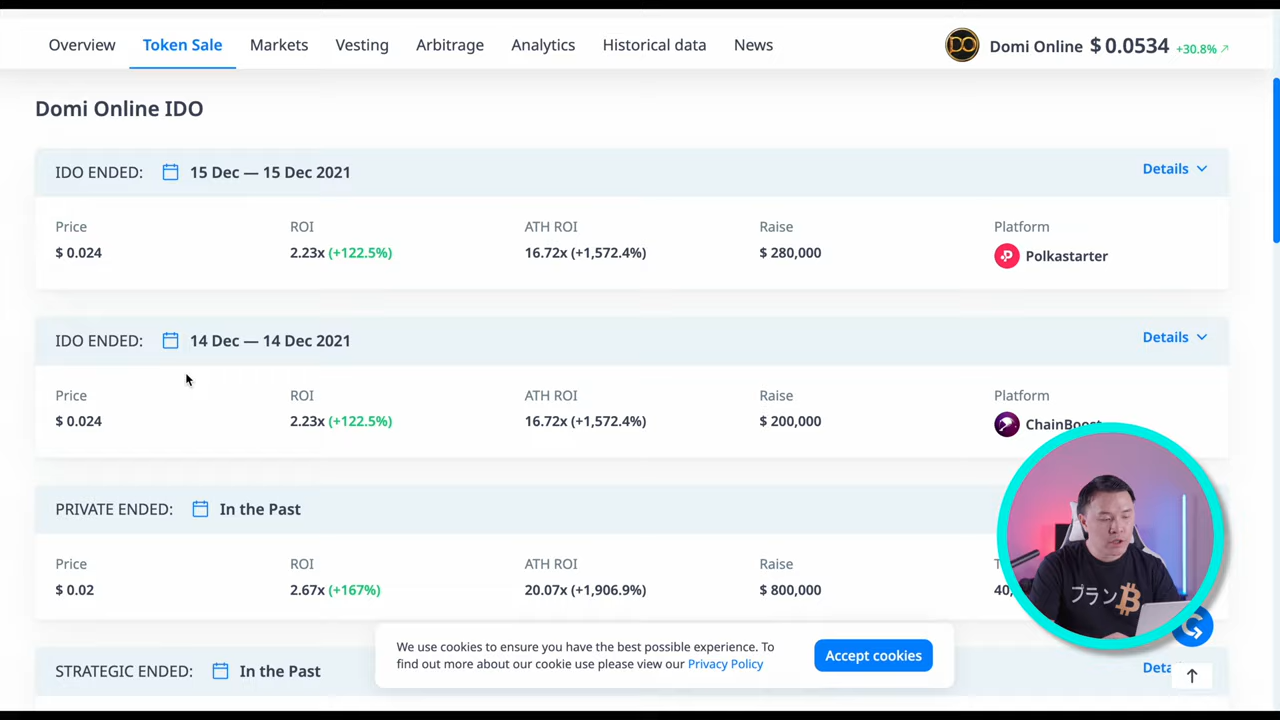 Overview Token Sale Markets Vesting Arbitrage Analytics Historical data News DO Domi Online $ 0.0534 +30.8%
Domi Online IDO
IDO ENDED: 15 Dec — 15 Dec 2021 Details
Price ROI ATH ROI Raise Platform
$ 0.024 2.23x (+122.5%) 16.72x (+1,572.4%) $ 280,000 Polkastarter
IDO ENDED: 14 Dec — 14 Dec 2021 Details
Price ROI ATH ROI Raise Platform
$ 0.024 2.23x (+122.5%) 16.72x (+1,572.4%) $ 200,000
PRIVATE ENDED: In the Past
Price ROI ATH ROI Raise
$ 0.02 2.67x (+167%) 20.07x (+1,906.9%) $ 800,000
プラン
We use cookies to ensure you have the best possible experience. To
find out more about our cookie use please view our Privacy Policy
Accept cookies
STRATEGIC ENDED: In the Past